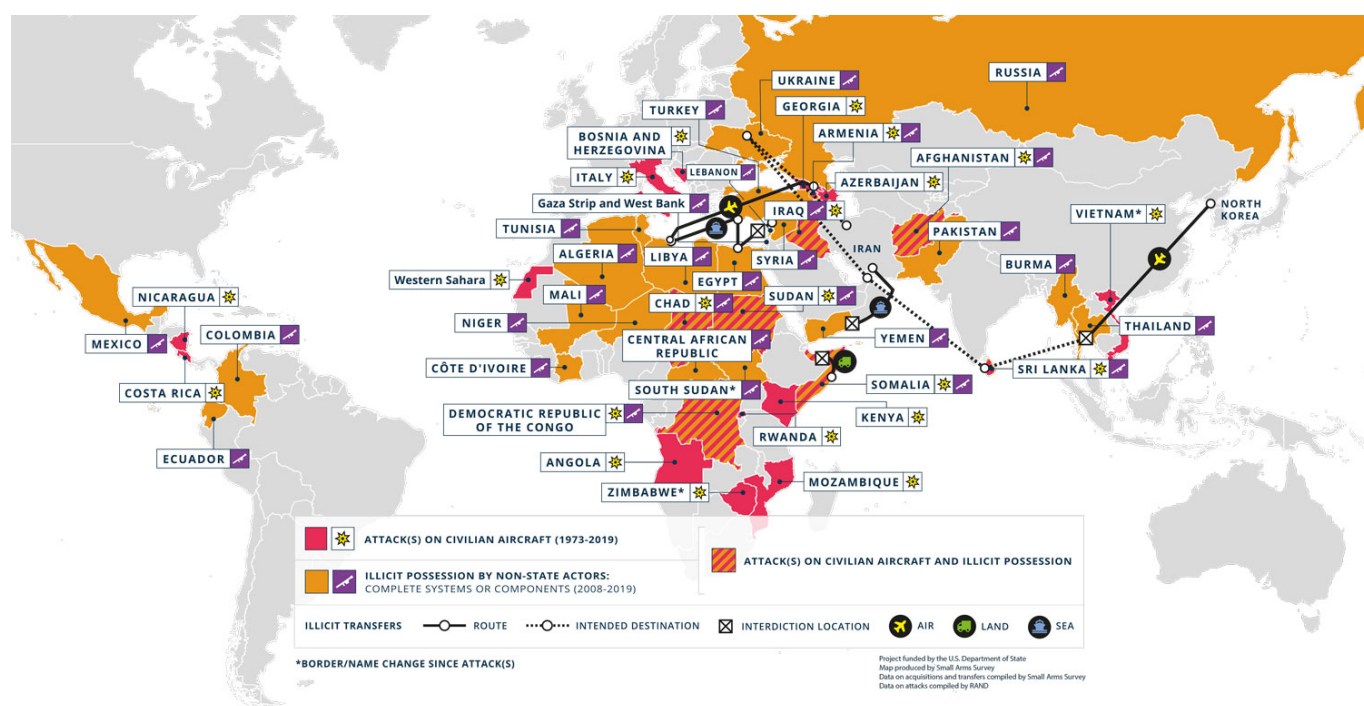 RUSSIA
UKRAINE
TURKEY
GEORGIA
BOSNIA AND
HERZEGOVINA
ARMENIA
AFGHANISTAN
LEBANON
ITALY
AZERBAIJAN
Gaza Strip and West Bank
IRAQ
VIETNAM*
NORTH
KOREA
TUNISIA
PAKISTAN
IRAN
ALGERIA
LIBYA
SYRIA
BURMA
Western Sahara
EGYPT
NICARAGUA
MALI
CHAD
SUDAN
COLOMBIA
NIGER
THAILAND
MEXICO
CENTRAL AFRICAN
REPUBLIC
YEMEN
CÔTE D'IVOIRE
SRI LANKA
COSTA RICA
SOUTH SUDAN*
SOMALIA
DEMOCRATIC REPUBLIC
OF THE CONGO
KENYA
RWANDA
ECUADOR
ANGOLA
MOZAMBIQUE
ZIMBABWE*
ATTACK(S) ON CIVILIAN AIRCRAFT (1973-2019)
ATTACK(S) ON CIVILIAN AIRCRAFT AND ILLICIT POSSESSION
ILLICIT POSSESSION BY NON-STATE ACTORS:
COMPLETE SYSTEMS OR COMPONENTS (2008-2019)
ILLICIT TRANSFERS
ROUTE
INTENDED DESTINATION
INTERDICTION LOCATION
AIR
LAND
SEA
*BORDER/NAME CHANGE SINCE ATTACK(S)
Project funded by the U.S. Department of State
Map produced by Small Arms Survey
Data on acquisitions and transfers compiled by Small Arms Survey
Data on attacks compiled by RAND